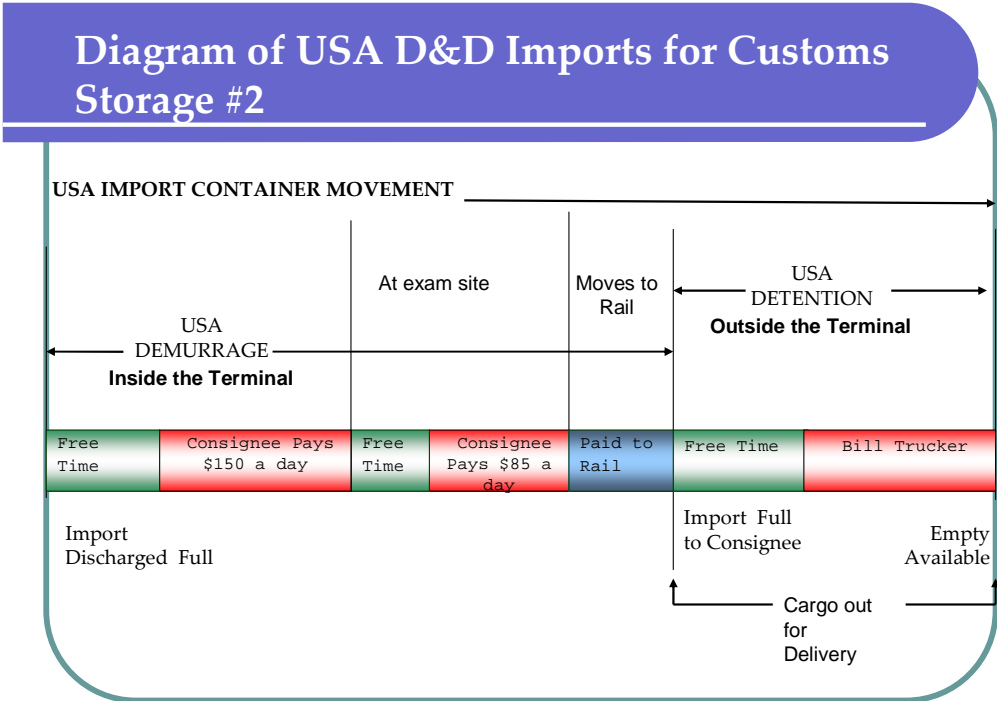 Diagram of USA D&D Imports for Customs
Storage #2
USA IMPORT CONTAINER MOVEMENT
At exam site
Moves to
Rail
USA
DETENTION
Outside the Terminal
USA
DEMURRAGE
Inside the Terminal
Free
Time
Consignee Pays
$150 a day
Free
Time
Consignee
Pays $85 a
day
Paid to
Rail
Free Time
Bill Trucker
Import
Discharged Full
Import Full
to Consignee
Empty
Available
Cargo out
for
Delivery